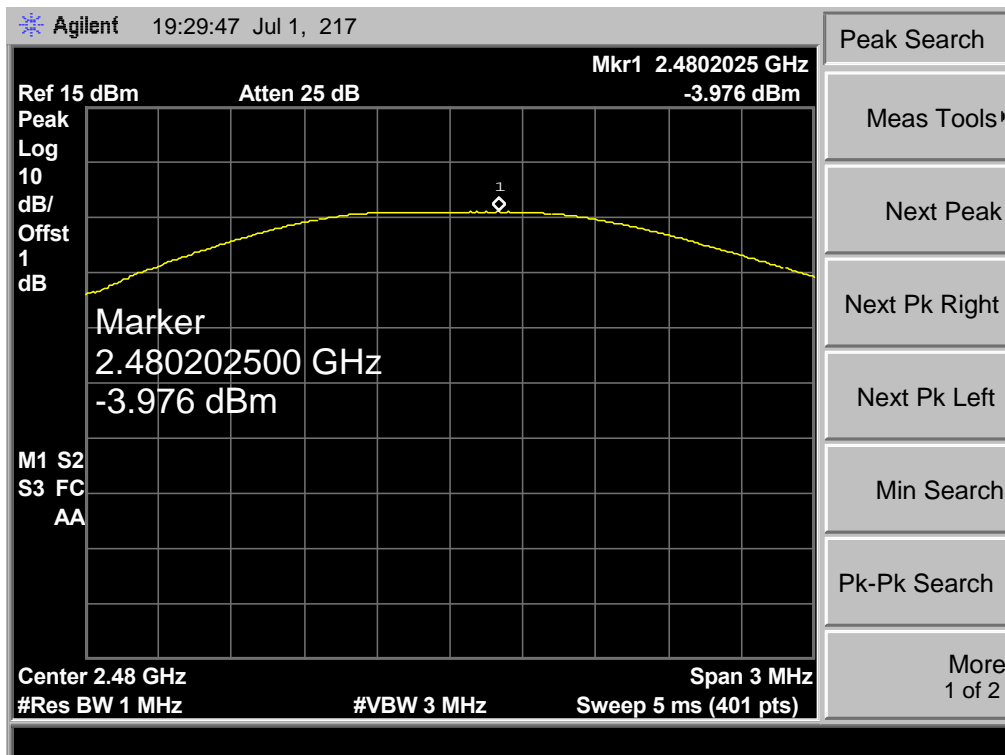 Agilent 19:29:47 Jul 1, 217
Peak Search
Mkr1 2.4802025 GHz
Ref 15 dBm Atten 25 dB -3.976 dBm
Peak
Log
10
dB/
Offst
1
dB
1
Marker
2.480202500 GHz
-3.976 dBm
M1 S2
S3 FC
AA
Center 2.48 GHz Span 3 MHz
#Res BW 1 MHz #VBW 3 MHz Sweep 5 ms (401 pts)
Meas Tools
Next Peak
Next Pk Right
Next Pk Left
Min Search
Pk-Pk Search
More
1 of 2